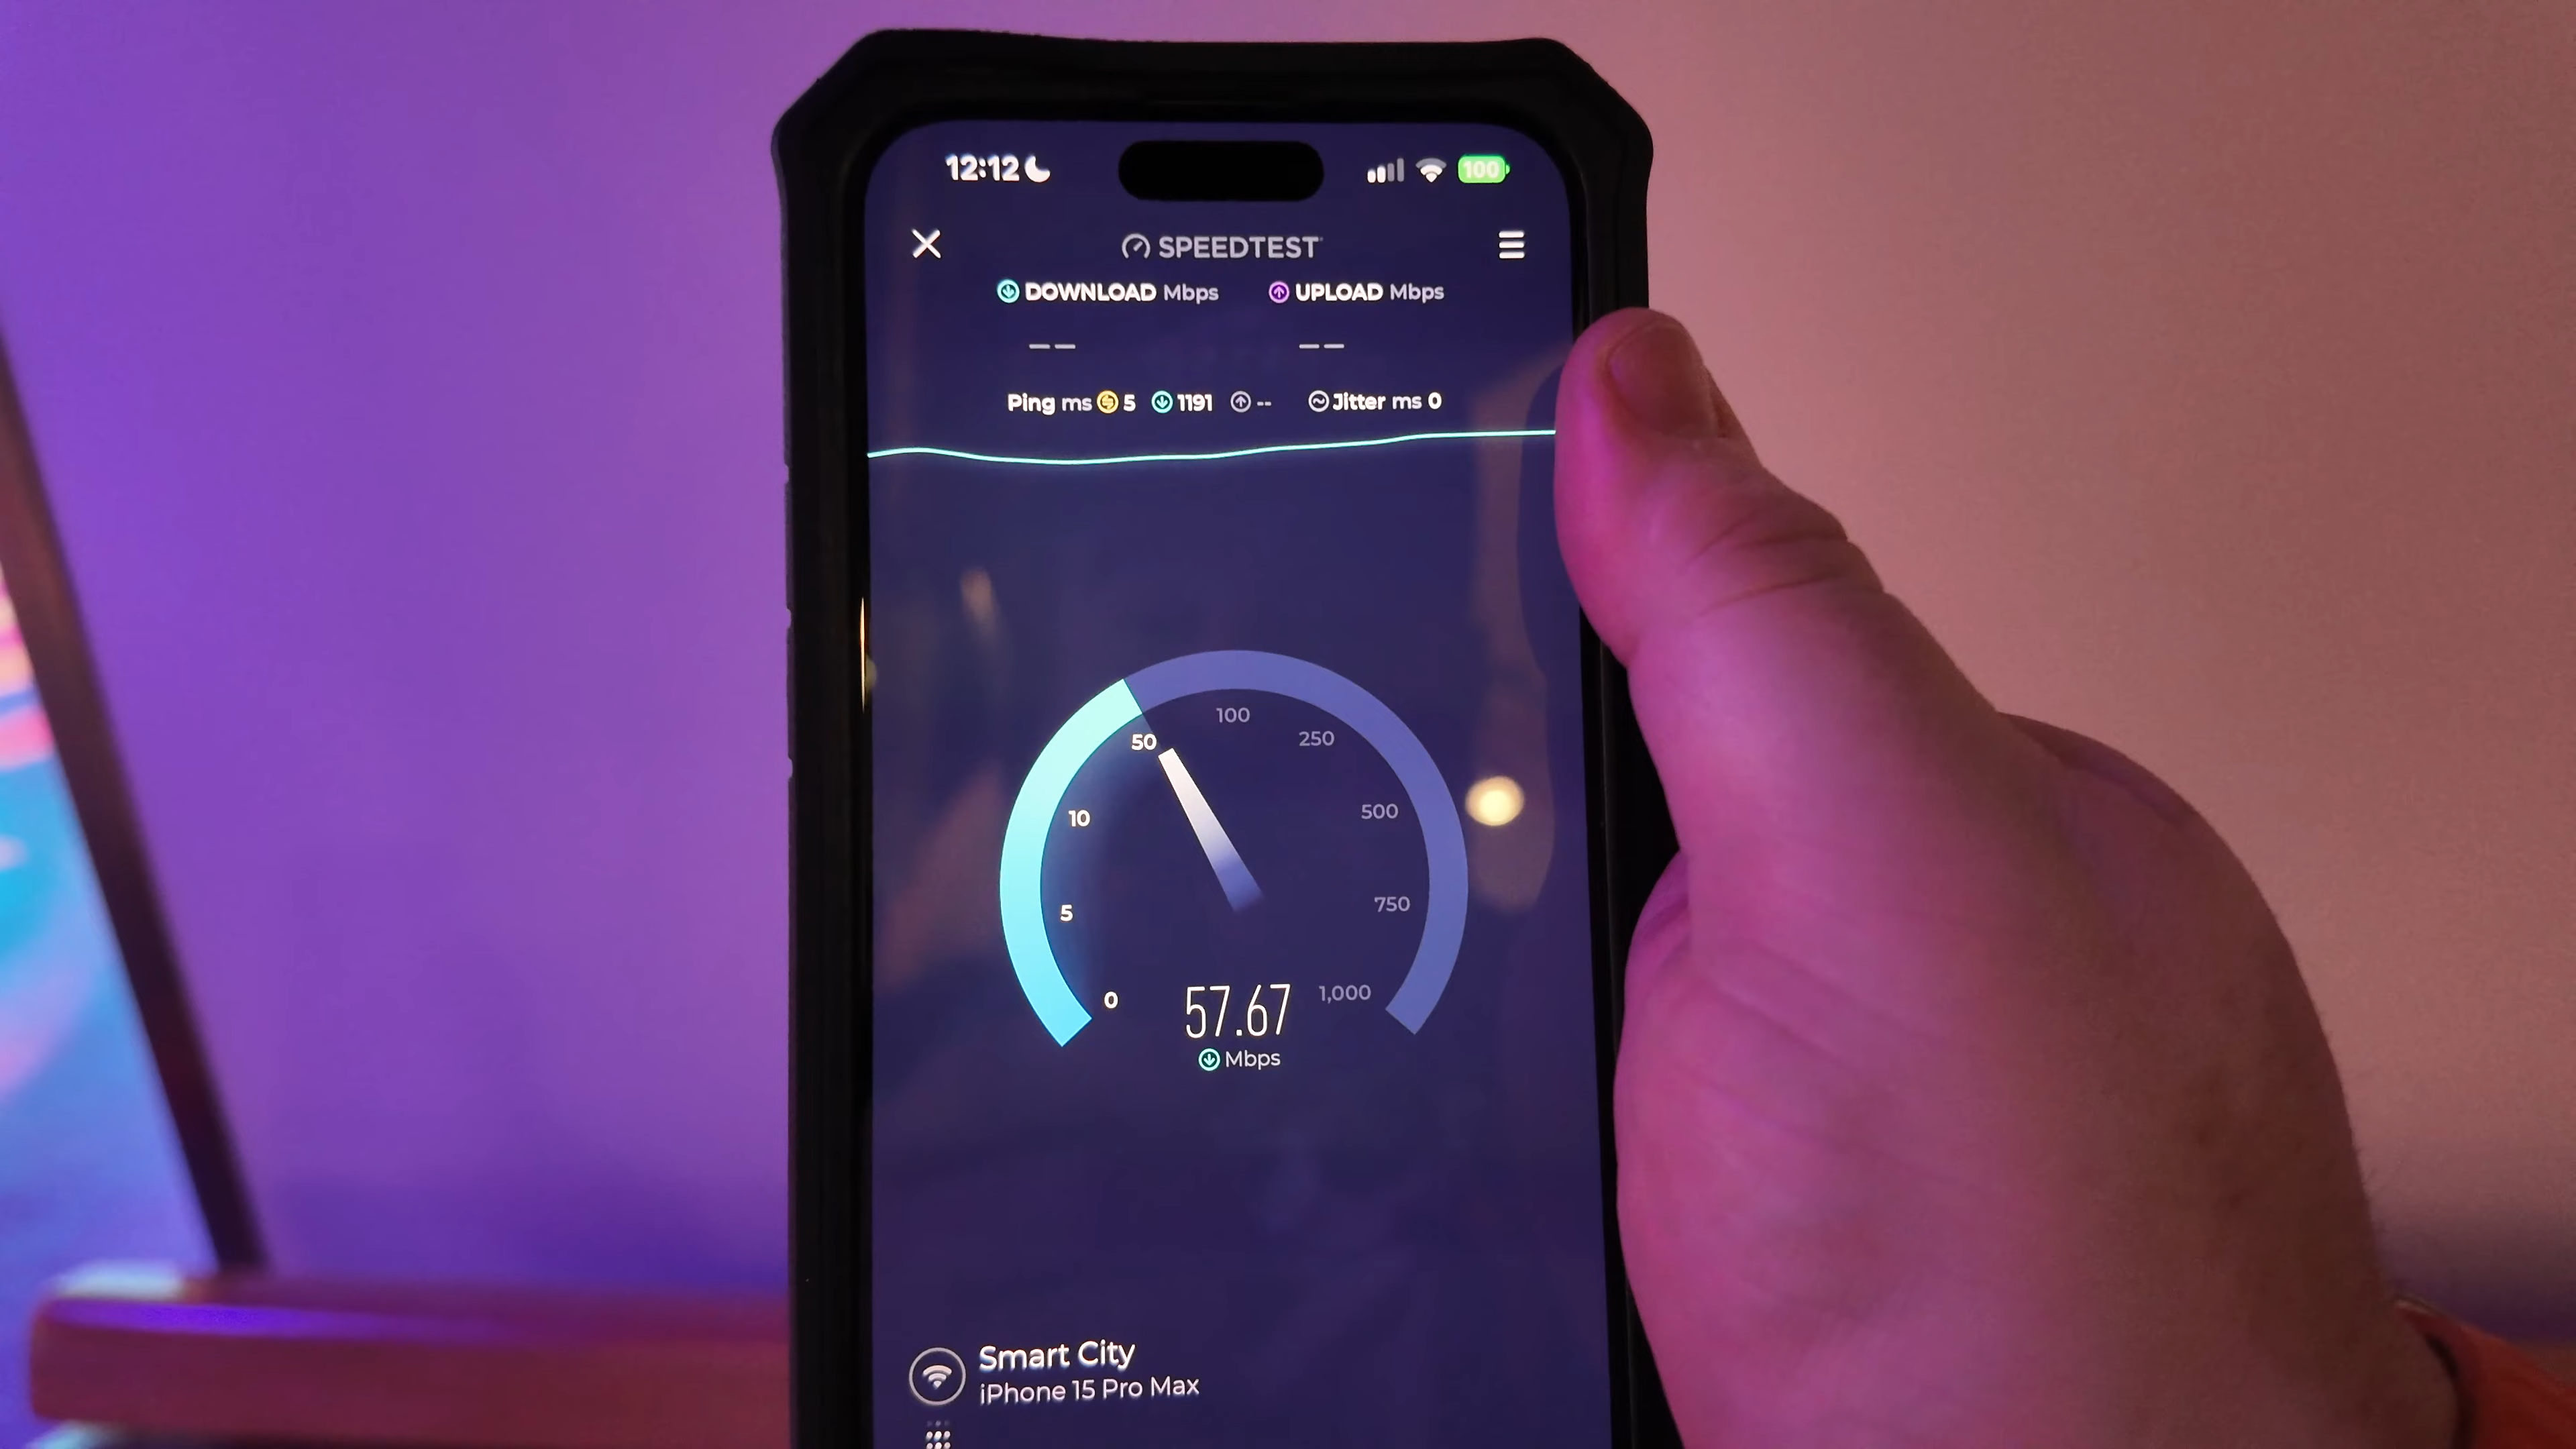 12:12 100
SPEEDTEST
DOWNLOAD Mbps UPLOAD Mbps
-- --
Ping ms 5 1191 -- Jitter ms 0
100
50 250
10 500
5 750
0 57.67 1,000
Mbps
Smart City
iPhone 15 Pro Max